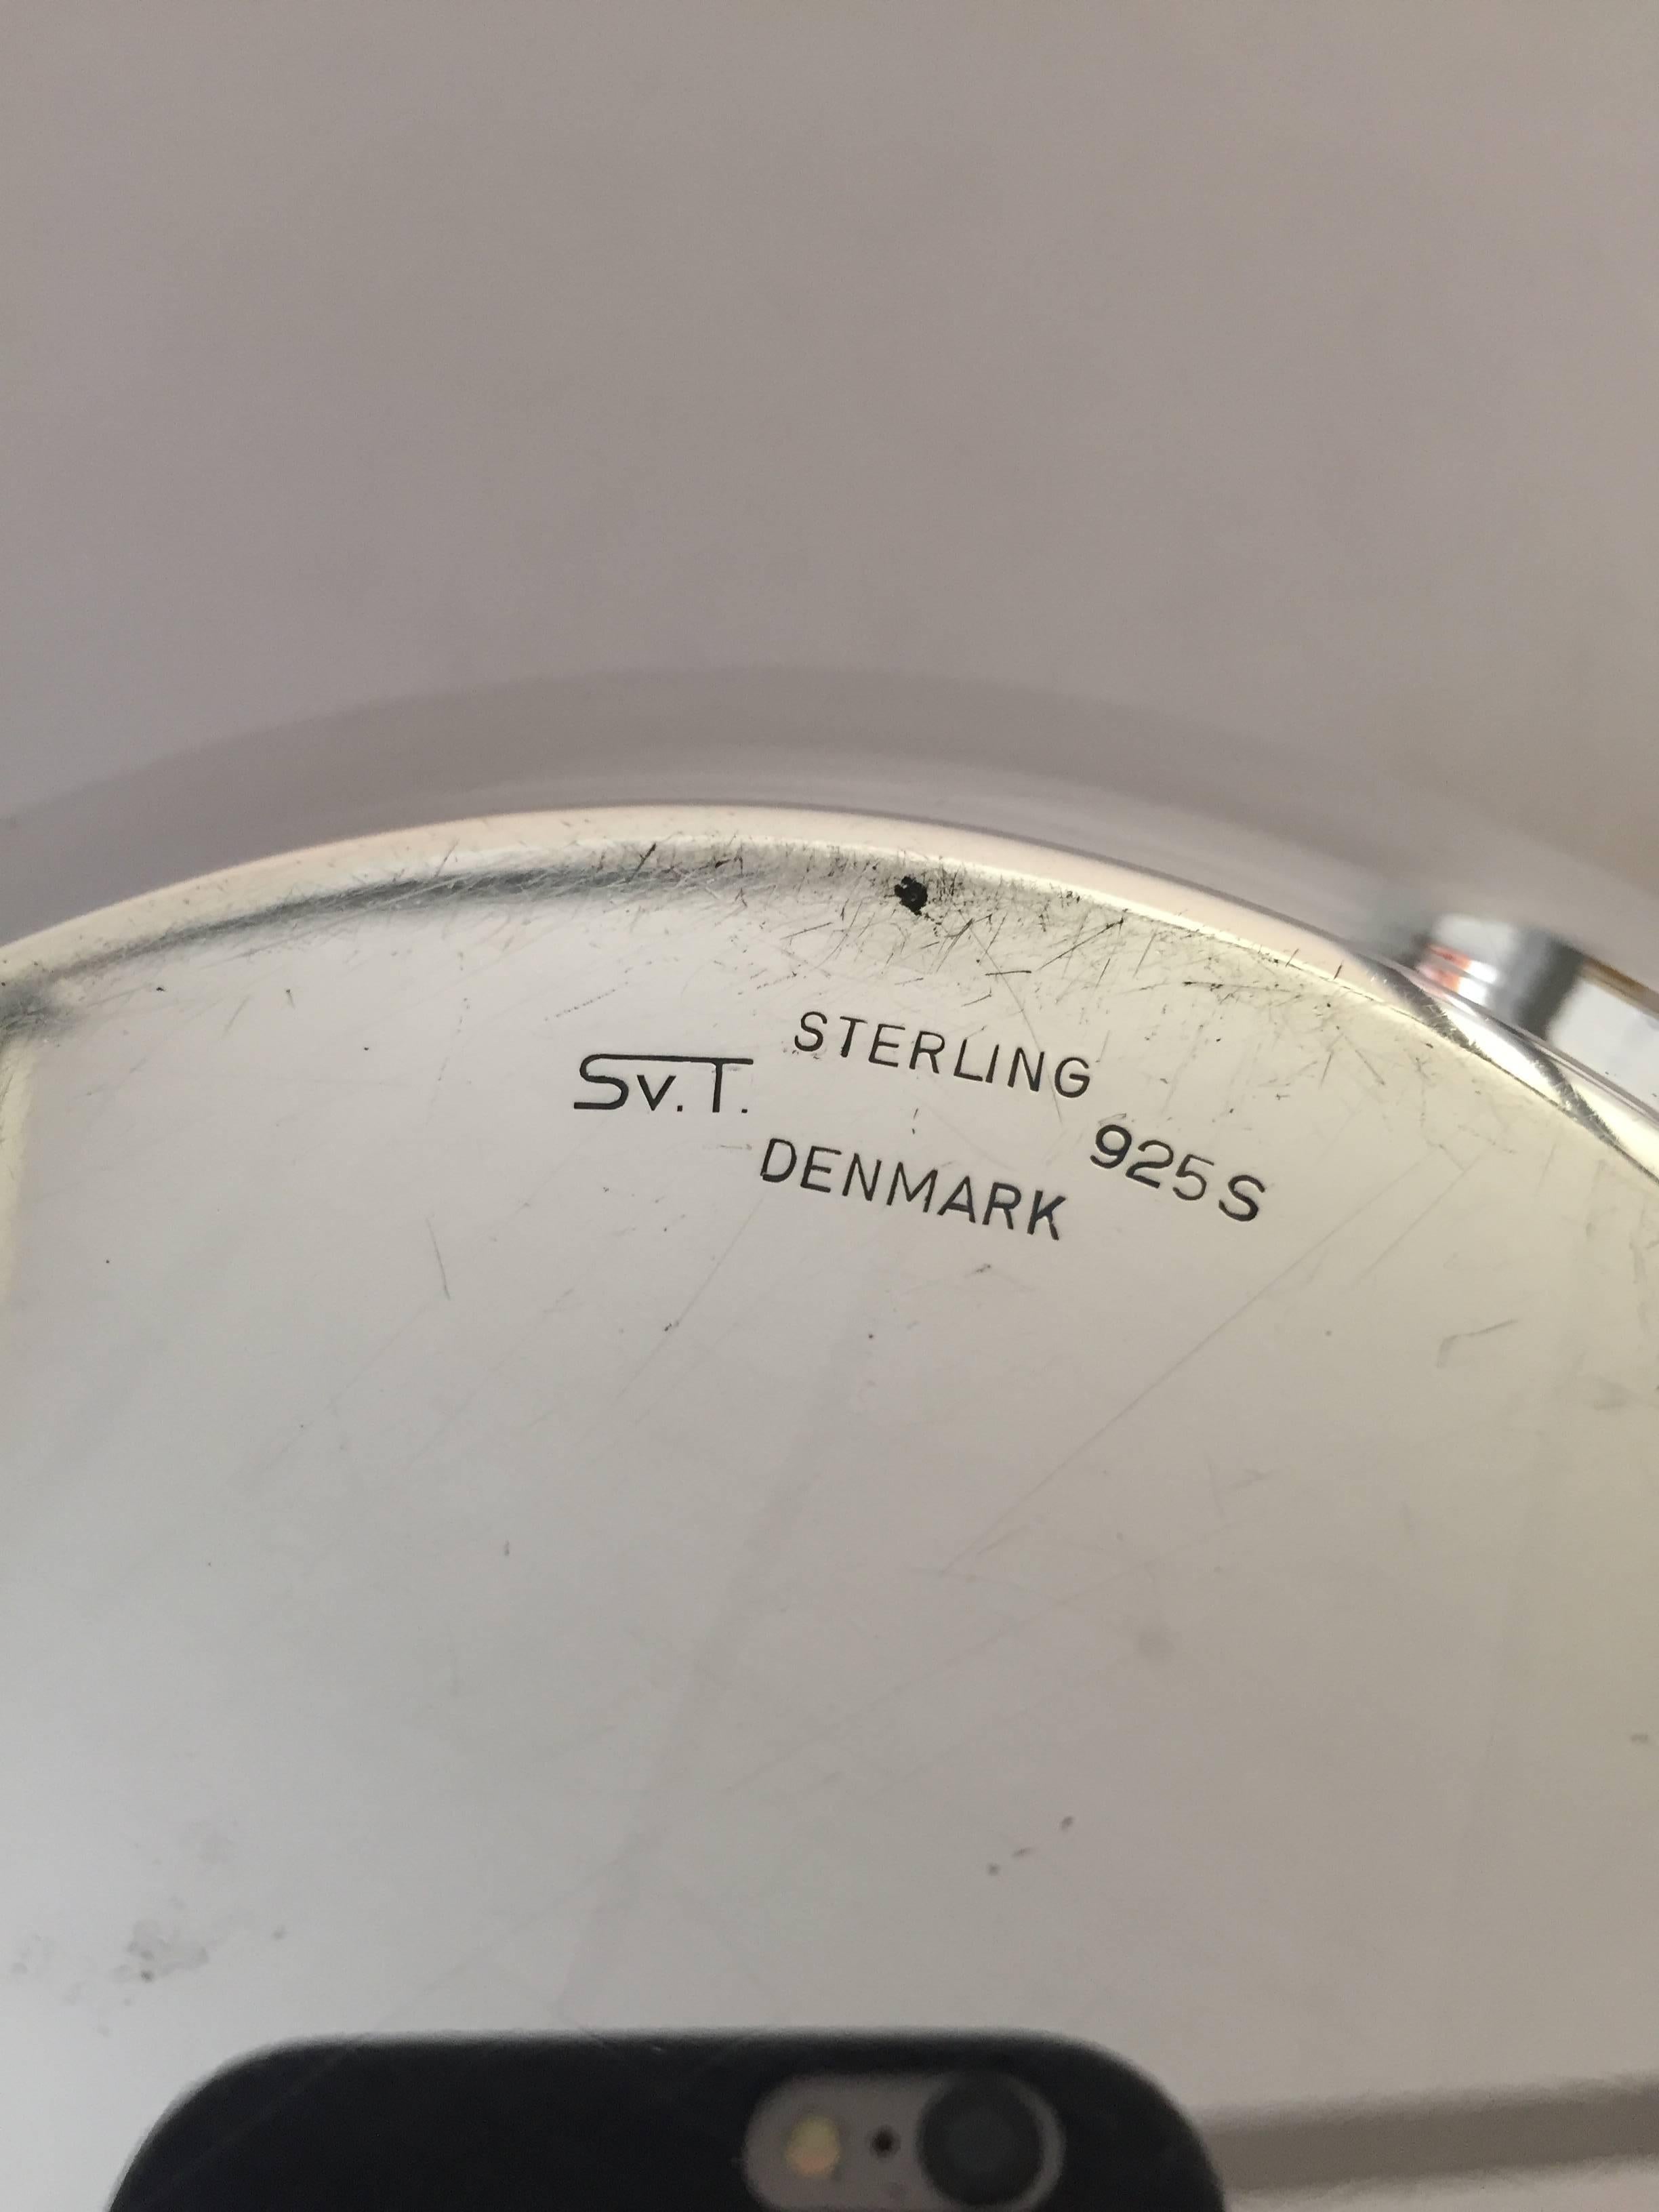 Sv.T.
STERLING
DENMARK
925 S